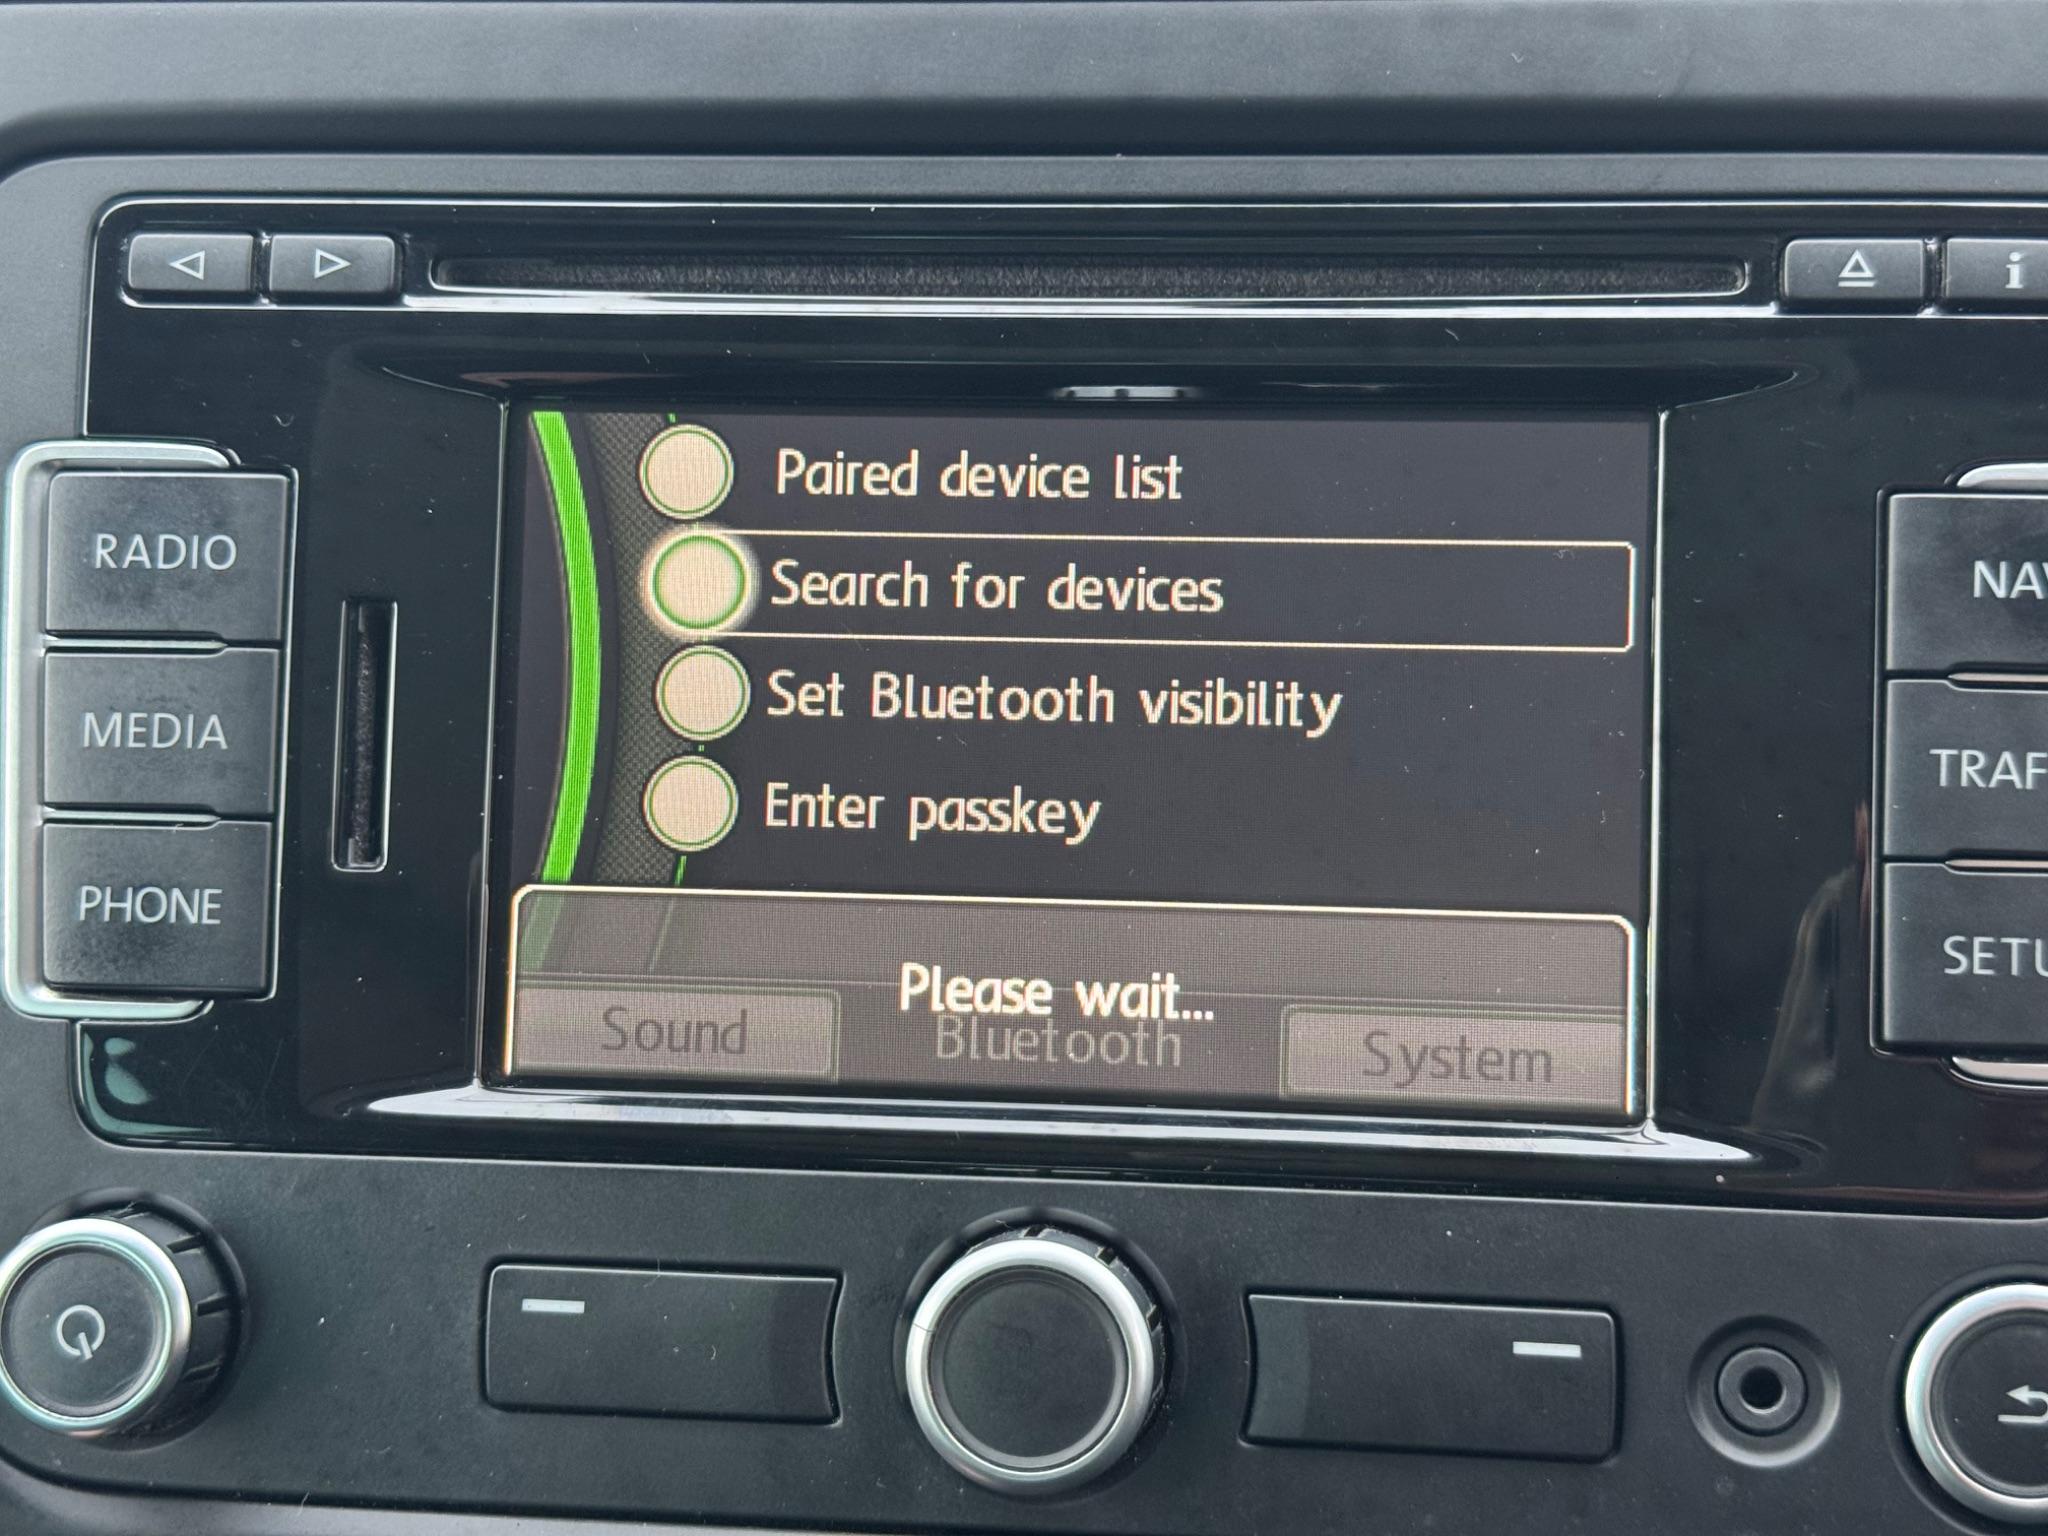 i
Paired device list
RADIO
Search for devices
NAV
MEDIA
Set Bluetooth visibility
TRAF
Enter passkey
PHONE
SETU
Please wait...
Sound
Bluetooth
System